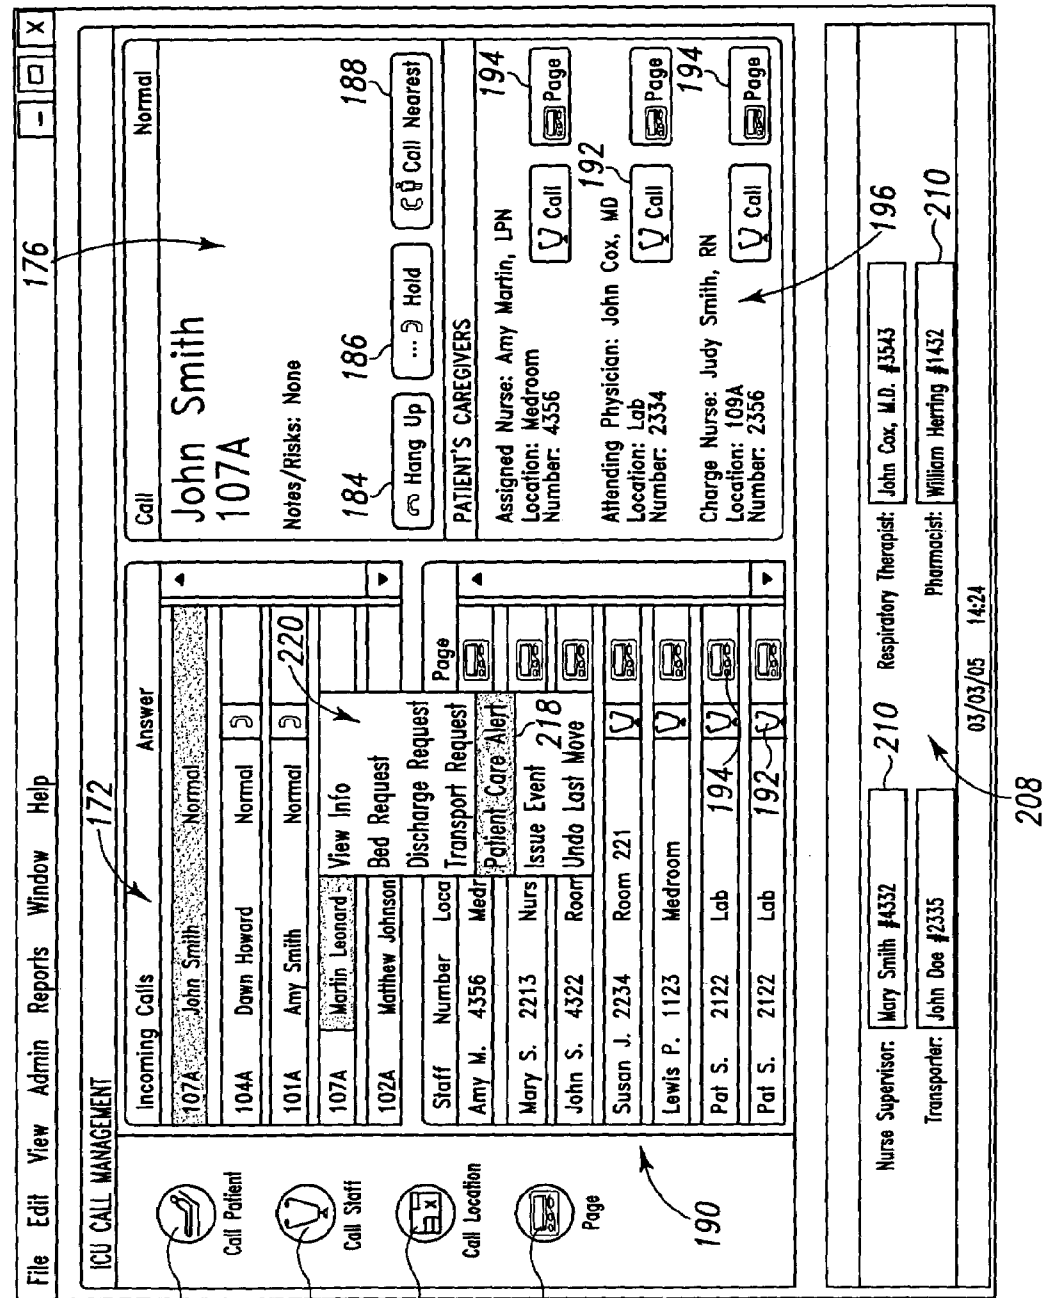 File Edit View Admin Reports Window Help
176
ICU CALL MANAGEMENT
172
Call Patient
Call Staff
Call Location
Page
190
Incoming Calls Answer
107A John Smith Normal
104A Dawn Howard Normal
101A Amy Smith Normal
107A Martin Leonard
102A Matthew Johnson
220
View Info
Bed Request
Discharge Request
Transport Request
Patient Care Alert
Issue Event
Undo Last Move
218
Staff Number Loca Page
Amy M. 4356 Medr
Mary S. 2213 Nurs
John S. 4322 Room
Susan J. 2234 Room 221
Lewis P. 1123 Medroom
Pat S. 2122 Lab
194
Pat S. 2122 Lab
192
Call Normal
John Smith
107A
Notes/Risks: None
184
186
188
Hang Up
... Hold
Call Nearest
PATIENT'S CAREGIVERS
194
Assigned Nurse: Amy Martin, LPN
Location: Medroom
Number: 4356
Call Page
192
Attending Physician: John Cox, MD
Location: Lab
Number: 2334
Call Page
194
Charge Nurse: Judy Smith, RN
Location: 109A
Number: 2356
Call Page
196
Nurse Supervisor: Mary Smith #4332
210
Respiratory Therapist: John Cox, M.D. #3543
Transporter: John Doe #2335
Pharmacist: William Herring #1432
210
208
03/03/05 14:24